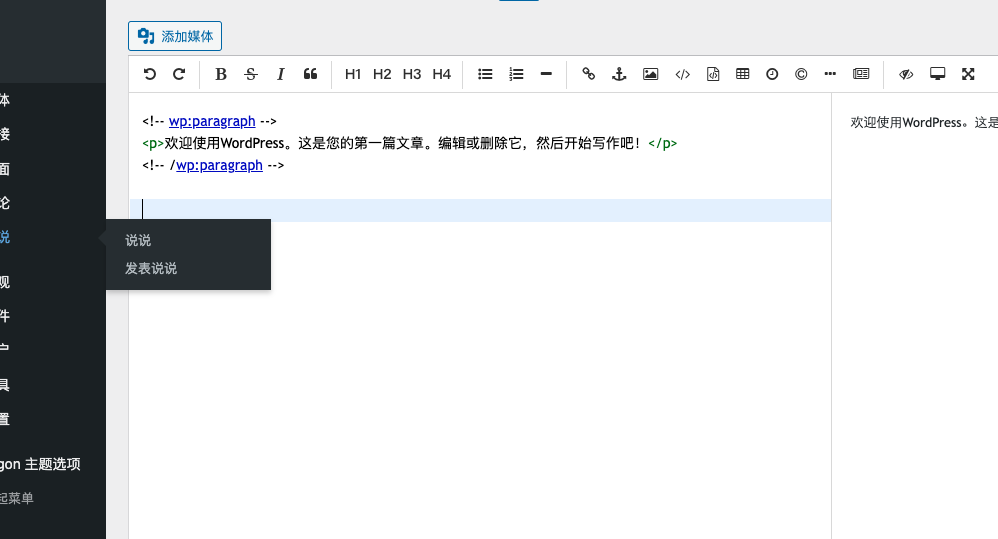 添加媒体
B S I H1 H2 H3 H4
<!-- wp:paragraph -->
<p>欢迎使用WordPress。这是您的第一篇文章。编辑或删除它，然后开始写作吧！</p>
<!-- /wp:paragraph -->
欢迎使用WordPress。这是
体
接
面
论
说
说说
发表说说
观
件
户
具
置
gon 主题选项
起菜单